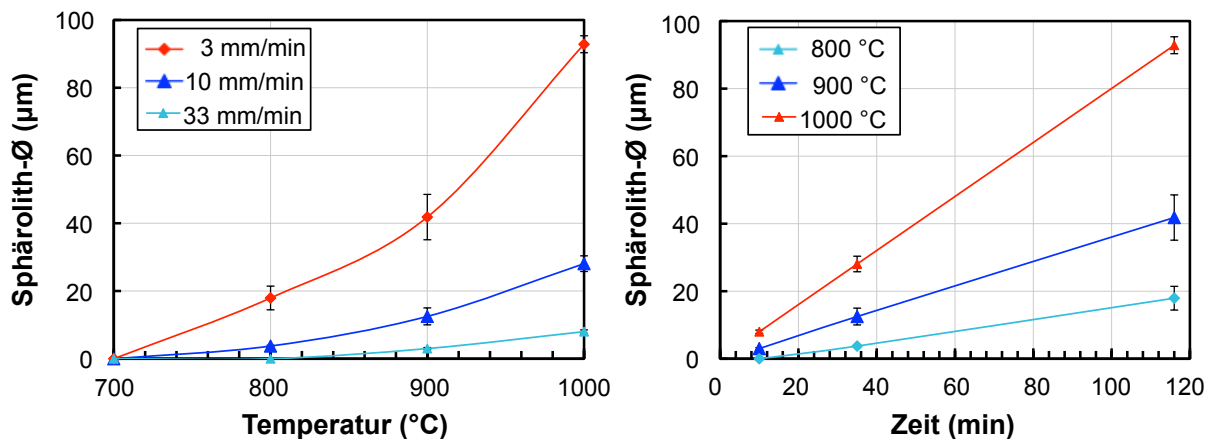 Sphärolith-Ø (µm)
100
80
60
40
20
0
3 mm/min
10 mm/min
33 mm/min
700
800
900
1000
Temperatur (°C)
Sphärolith-Ø (µm)
100
80
60
40
20
0
800 °C
900 °C
1000 °C
0
20
40
60
80
100
120
Zeit (min)